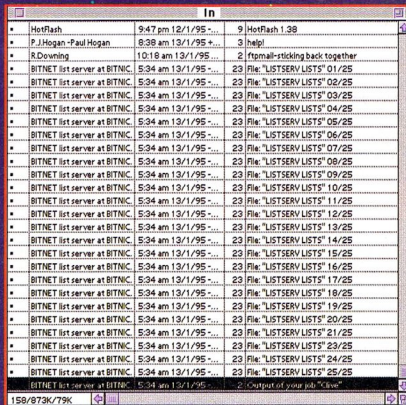 In
HotFlash 9:47 pm 12/1/95 -... 9 HotFlash 1.38
P.J.Hogan -Paul Hogan 8:38 am 13/1/95 +... 3 help!
R.Downing 10:18 am 13/1/95 ... 2 ftpmail-sticking back together
BITNET list server at BITNIC. 5:34 am 13/1/95 -... 23 File: "LISTSERV LISTS" 01/25
BITNET list server at BITNIC. 5:34 am 13/1/95 -... 23 File: "LISTSERV LISTS" 02/25
BITNET list server at BITNIC. 5:34 am 13/1/95 -... 23 File: "LISTSERV LISTS" 03/25
BITNET list server at BITNIC. 5:34 am 13/1/95 -... 23 File: "LISTSERV LISTS" 04/25
BITNET list server at BITNIC. 5:34 am 13/1/95 -... 23 File: "LISTSERV LISTS" 05/25
BITNET list server at BITNIC. 5:34 am 13/1/95 -... 23 File: "LISTSERV LISTS" 06/25
BITNET list server at BITNIC. 5:34 am 13/1/95 -... 23 File: "LISTSERV LISTS" 07/25
BITNET list server at BITNIC. 5:34 am 13/1/95 -... 23 File: "LISTSERV LISTS" 08/25
BITNET list server at BITNIC. 5:34 am 13/1/95 -... 23 File: "LISTSERV LISTS" 09/25
BITNET list server at BITNIC. 5:34 am 13/1/95 -... 23 File: "LISTSERV LISTS" 10/25
BITNET list server at BITNIC. 5:34 am 13/1/95 -... 23 File: "LISTSERV LISTS" 11/25
BITNET list server at BITNIC. 5:34 am 13/1/95 -... 23 File: "LISTSERV LISTS" 12/25
BITNET list server at BITNIC. 5:34 am 13/1/95 -... 23 File: "LISTSERV LISTS" 13/25
BITNET list server at BITNIC. 5:34 am 13/1/95 -... 23 File: "LISTSERV LISTS" 14/25
BITNET list server at BITNIC. 5:34 am 13/1/95 -... 23 File: "LISTSERV LISTS" 15/25
BITNET list server at BITNIC. 5:34 am 13/1/95 -... 23 File: "LISTSERV LISTS" 16/25
BITNET list server at BITNIC. 5:34 am 13/1/95 -... 23 File: "LISTSERV LISTS" 17/25
BITNET list server at BITNIC. 5:34 am 13/1/95 -... 23 File: "LISTSERV LISTS" 18/25
BITNET list server at BITNIC. 5:34 am 13/1/95 -... 23 File: "LISTSERV LISTS" 19/25
BITNET list server at BITNIC. 5:34 am 13/1/95 -... 23 File: "LISTSERV LISTS" 20/25
BITNET list server at BITNIC. 5:34 am 13/1/95 -... 23 File: "LISTSERV LISTS" 21/25
BITNET list server at BITNIC. 5:34 am 13/1/95 -... 23 File: "LISTSERV LISTS" 22/25
BITNET list server at BITNIC. 5:34 am 13/1/95 -... 23 File: "LISTSERV LISTS" 23/25
BITNET list server at BITNIC. 5:34 am 13/1/95 -... 23 File: "LISTSERV LISTS" 24/25
BITNET list server at BITNIC. 5:34 am 13/1/95 -... 23 File: "LISTSERV LISTS" 25/25
BITNET list server at BITNIC. 5:34 am 13/1/95 -... 2 Output of your job "Clive"
158/873K/79K